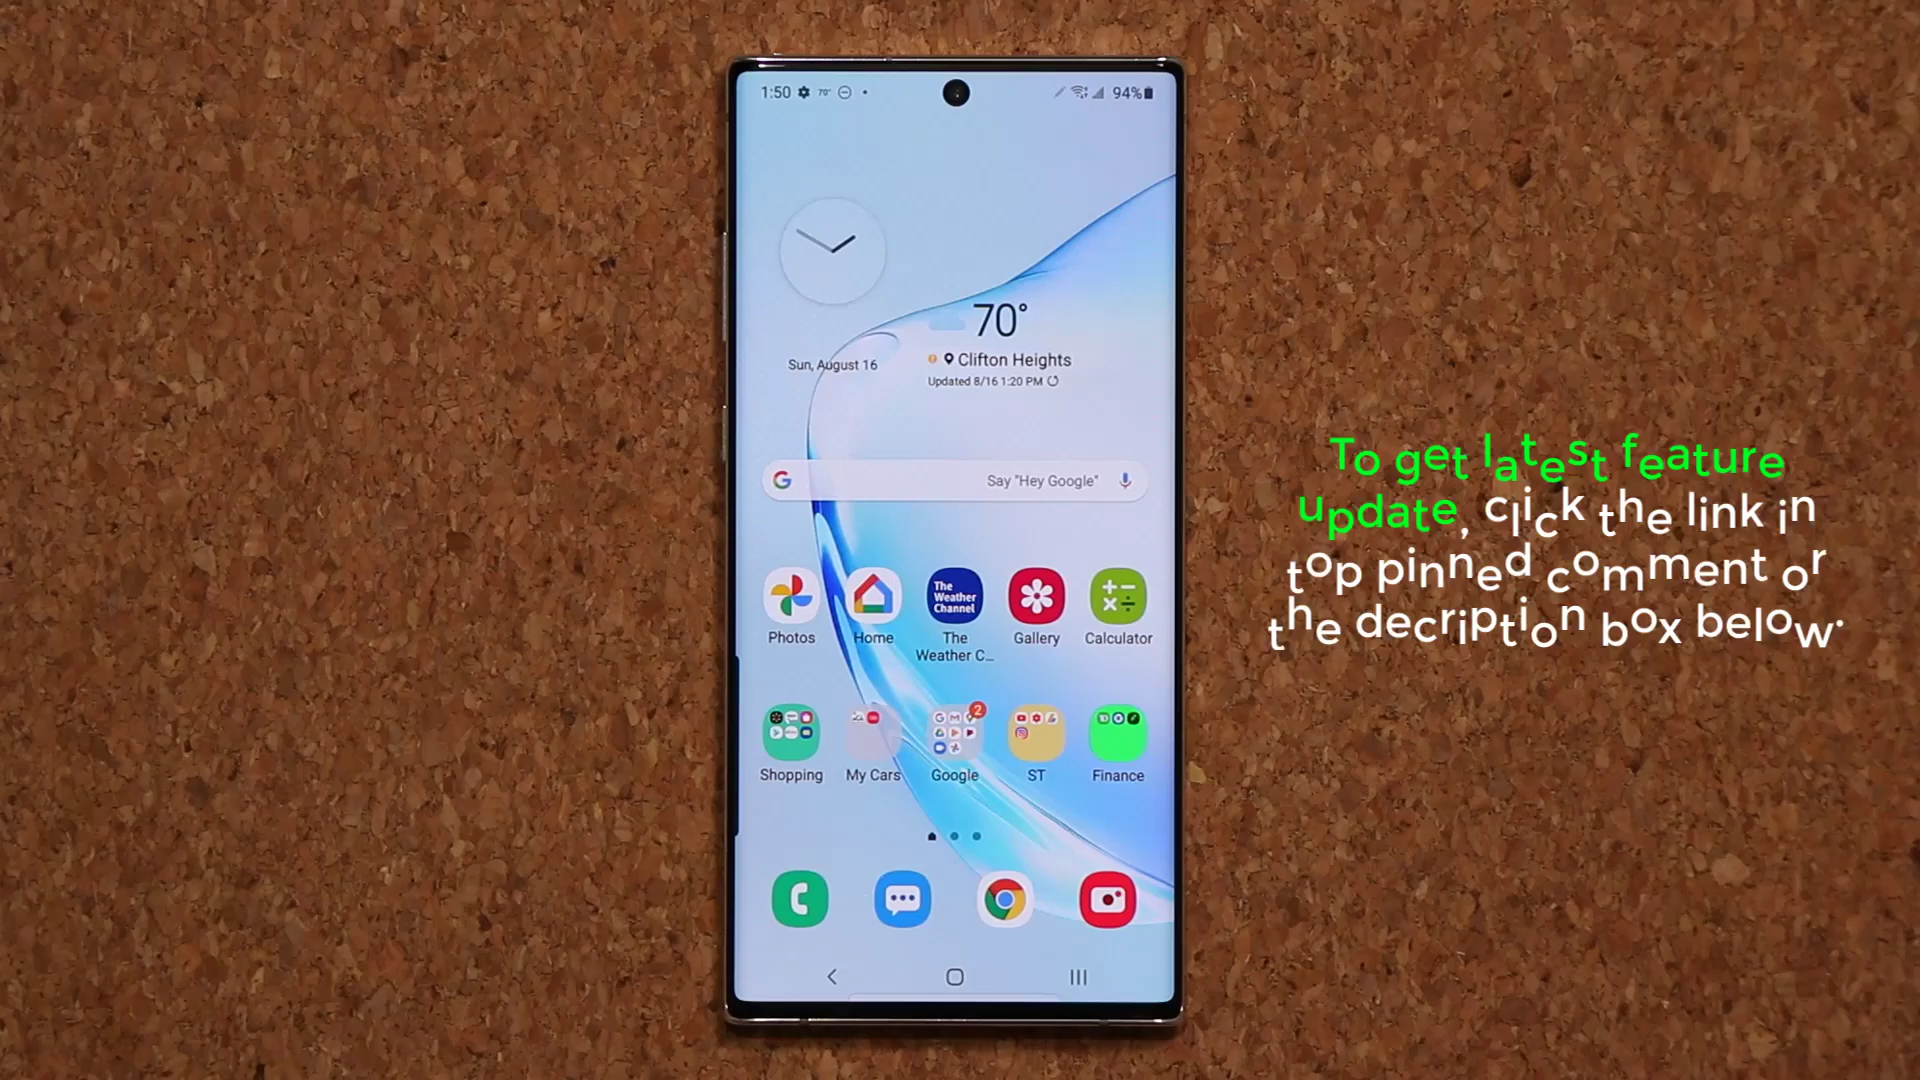 1:50 70° 94%
70°
Clifton Heights
Sun, August 16
Updated 8/16 1:20 PM
G Say "Hey Google"
The Weather Channel
Photos Home The Weather C... Gallery Calculator
2
Shopping My Cars Google ST Finance
To get latest feature
update, click the link in
top pinned comment or
the decription box below.